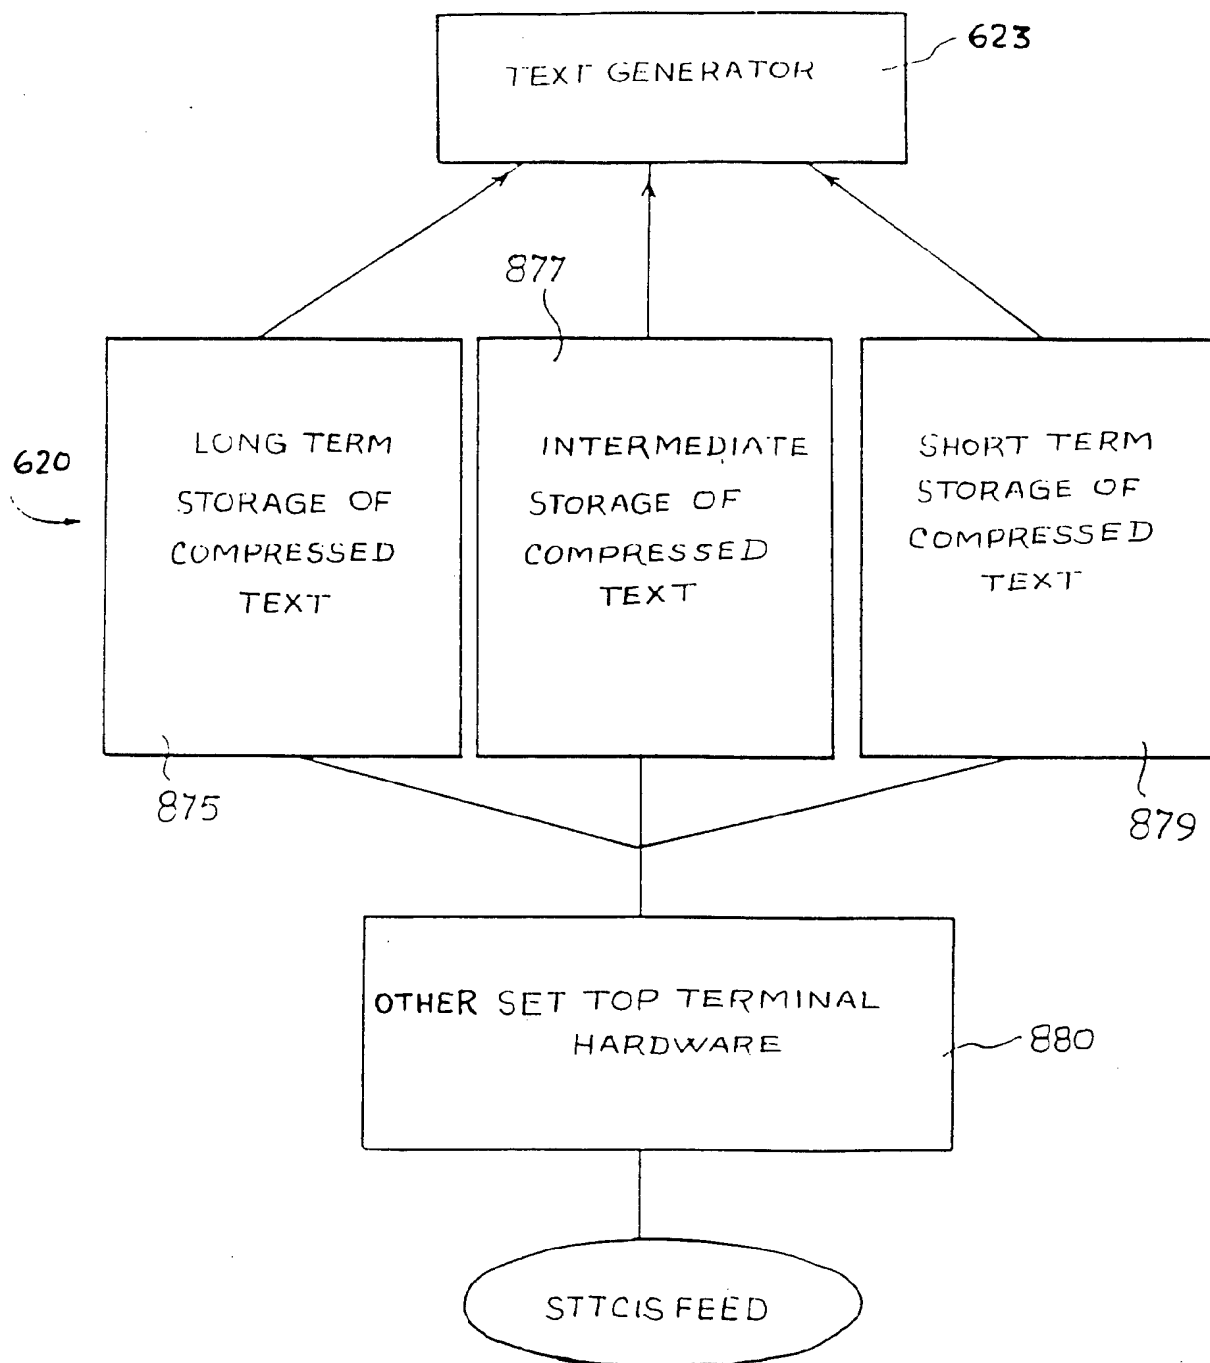 623
TEXT GENERATOR
877
620
LONG TERM
STORAGE OF
COMPRESSED
TEXT
INTERMEDIATE
STORAGE OF
COMPRESSED
TEXT
SHORT TERM
STORAGE OF
COMPRESSED
TEXT
875
879
OTHER SET TOP TERMINAL
HARDWARE
880
STTCIS FEED